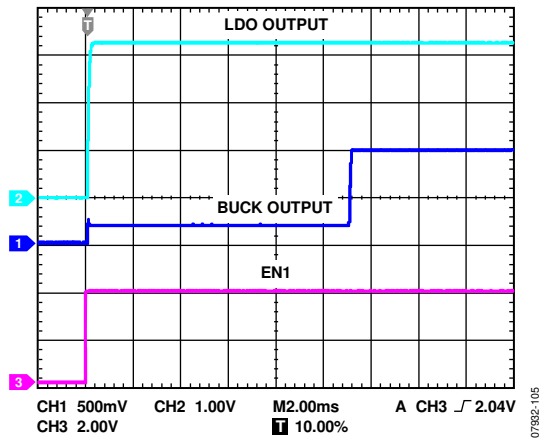 T
LDO OUTPUT
2
BUCK OUTPUT
1
EN1
3
CH1 500mV CH2 1.00V M2.00ms A CH3 2.04V
CH3 2.00V T 10.00%
07932-105